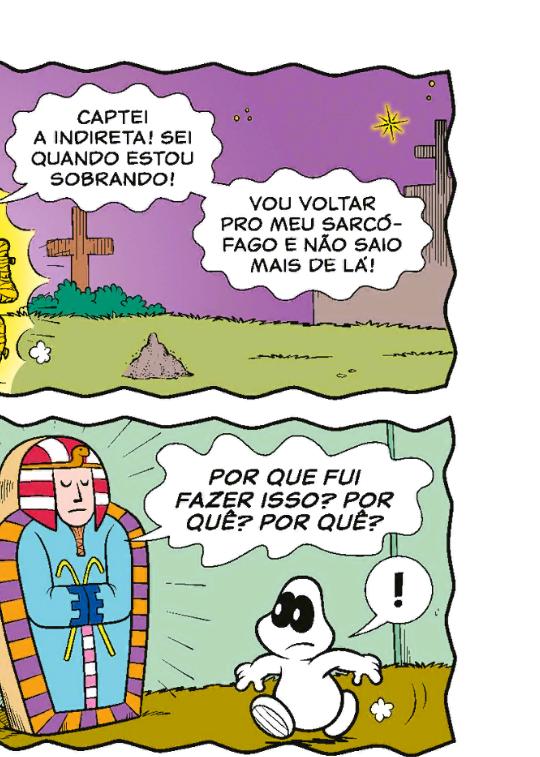 CAPTEI
A INDIRETA! SEI
QUANDO ESTOU
SOBRANDO!
VOU VOLTAR
PRO MEU SARCÓ-
FAGO E NÃO SAIO
MAIS DE LÁ!
POR QUE FUI
FAZER ISSO? POR
QUÊ? POR QUÊ?
!